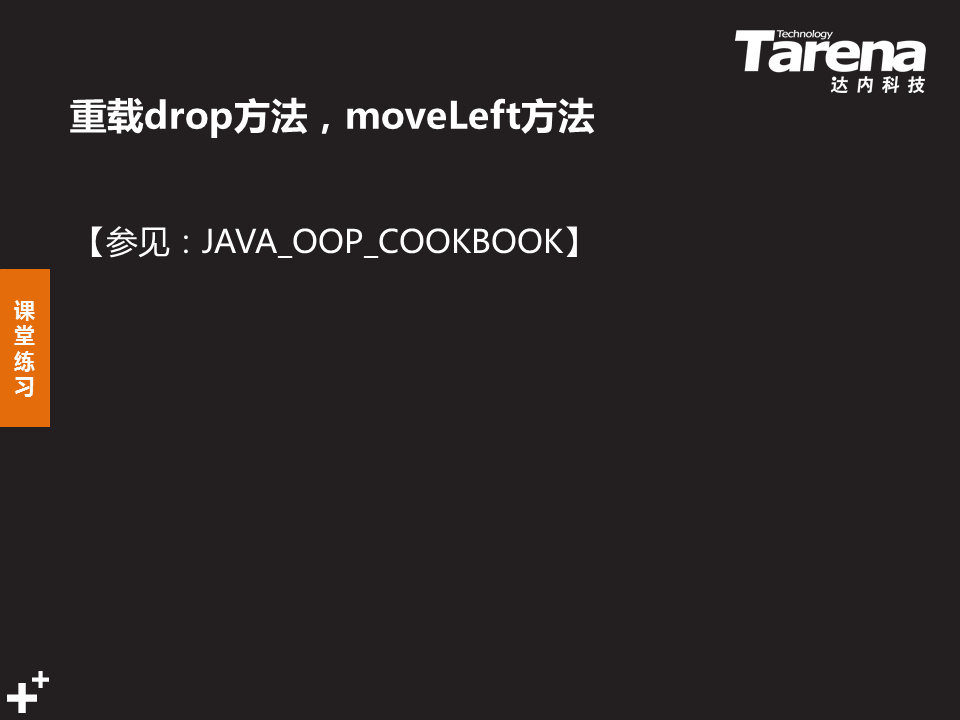 Technology
Tarena
达内科技
重载drop方法，moveLeft方法
【参见：JAVA_OOP_COOKBOOK】
课
堂
练
习